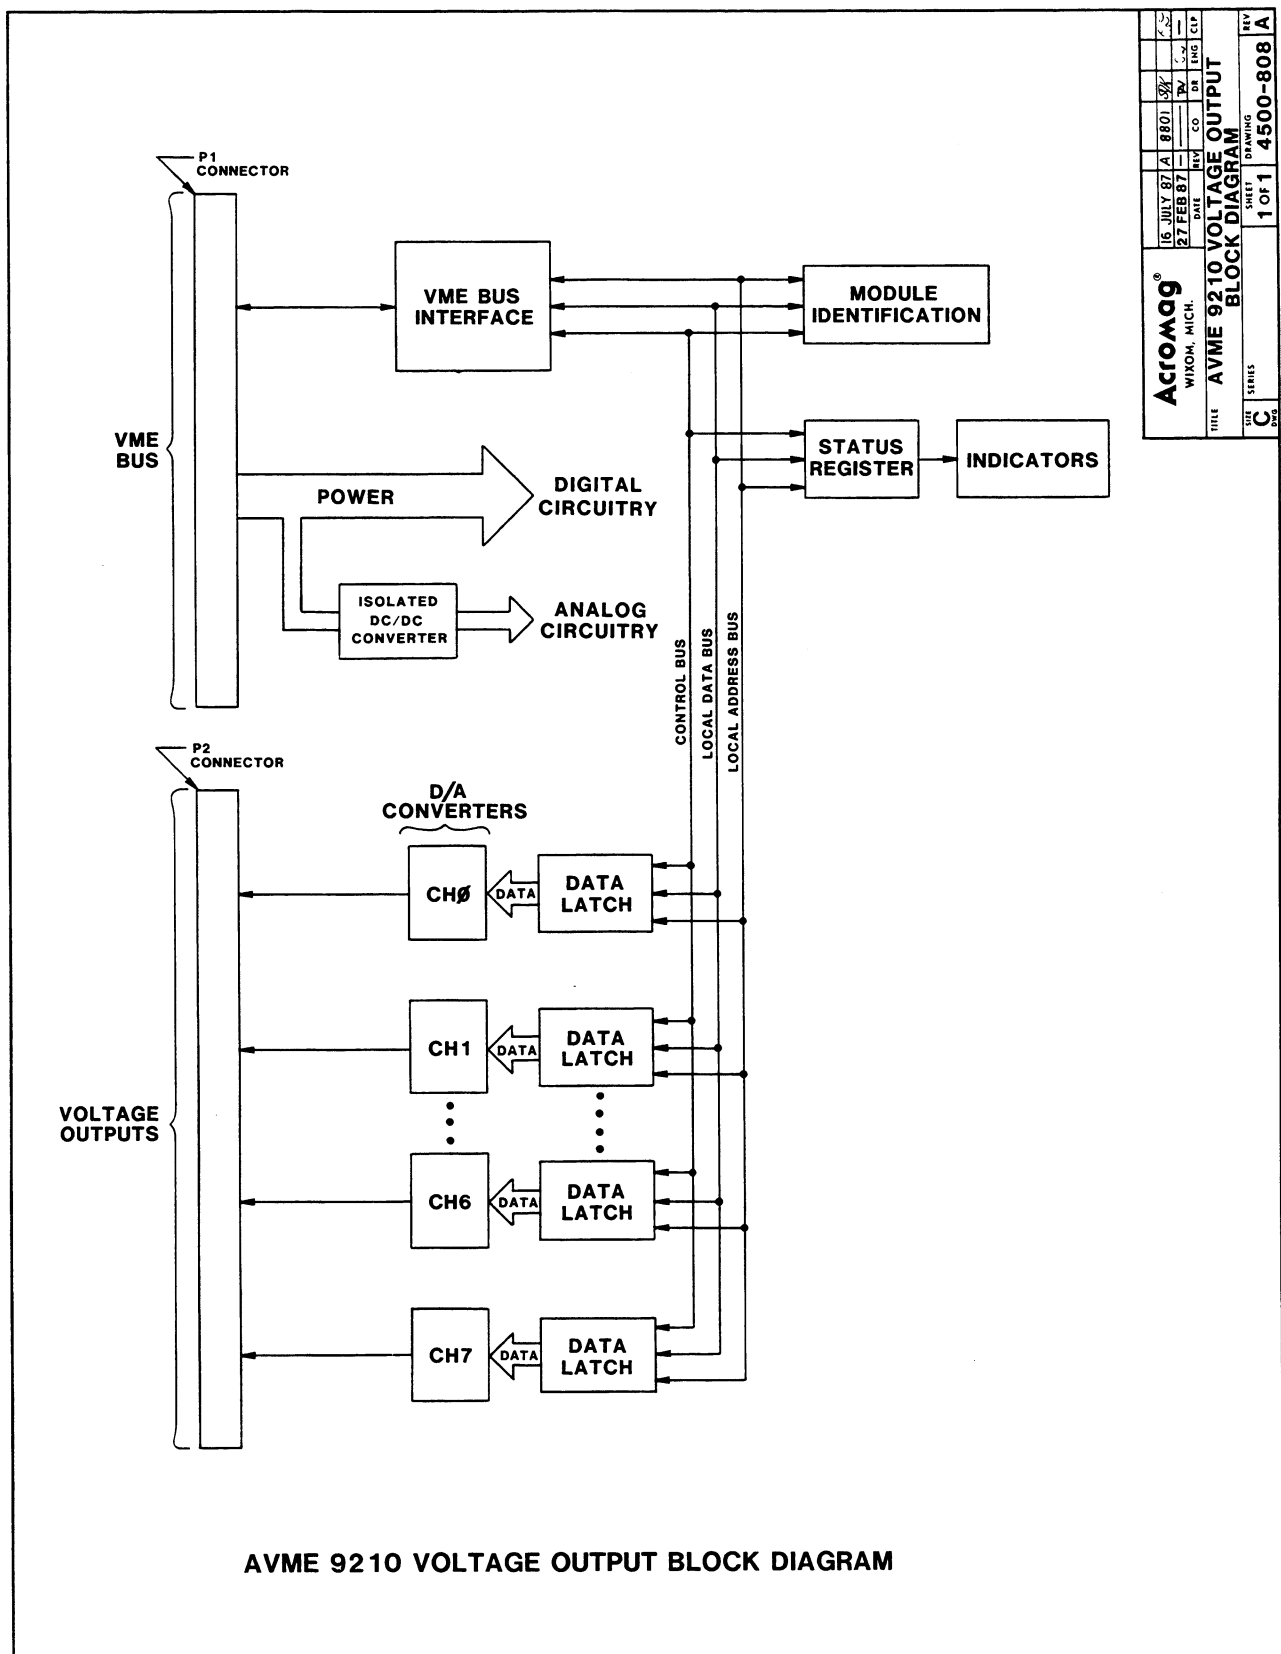 P1
CONNECTOR
VME BUS
INTERFACE
MODULE
IDENTIFICATION
VME
BUS
POWER
DIGITAL
CIRCUITRY
STATUS
REGISTER
INDICATORS
ISOLATED
DC/DC
CONVERTER
ANALOG
CIRCUITRY
CONTROL BUS
LOCAL DATA BUS
LOCAL ADDRESS BUS
P2
CONNECTOR
D/A
CONVERTERS
CHØ
DATA
DATA
LATCH
CH1
DATA
DATA
LATCH
VOLTAGE
OUTPUTS
CH6
DATA
DATA
LATCH
CH7
DATA
DATA
LATCH
AVME 9210 VOLTAGE OUTPUT BLOCK DIAGRAM
Acromag®
WIXOM, MICH.
16 JULY 87 A 8801
27 FEB 87 —
DATE REV CO DR ENG CLP
TITLE AVME 9210 VOLTAGE OUTPUT
BLOCK DIAGRAM
SIZE C DWG
SERIES
SHEET 1 OF 1
DRAWING 4500-808
REV A